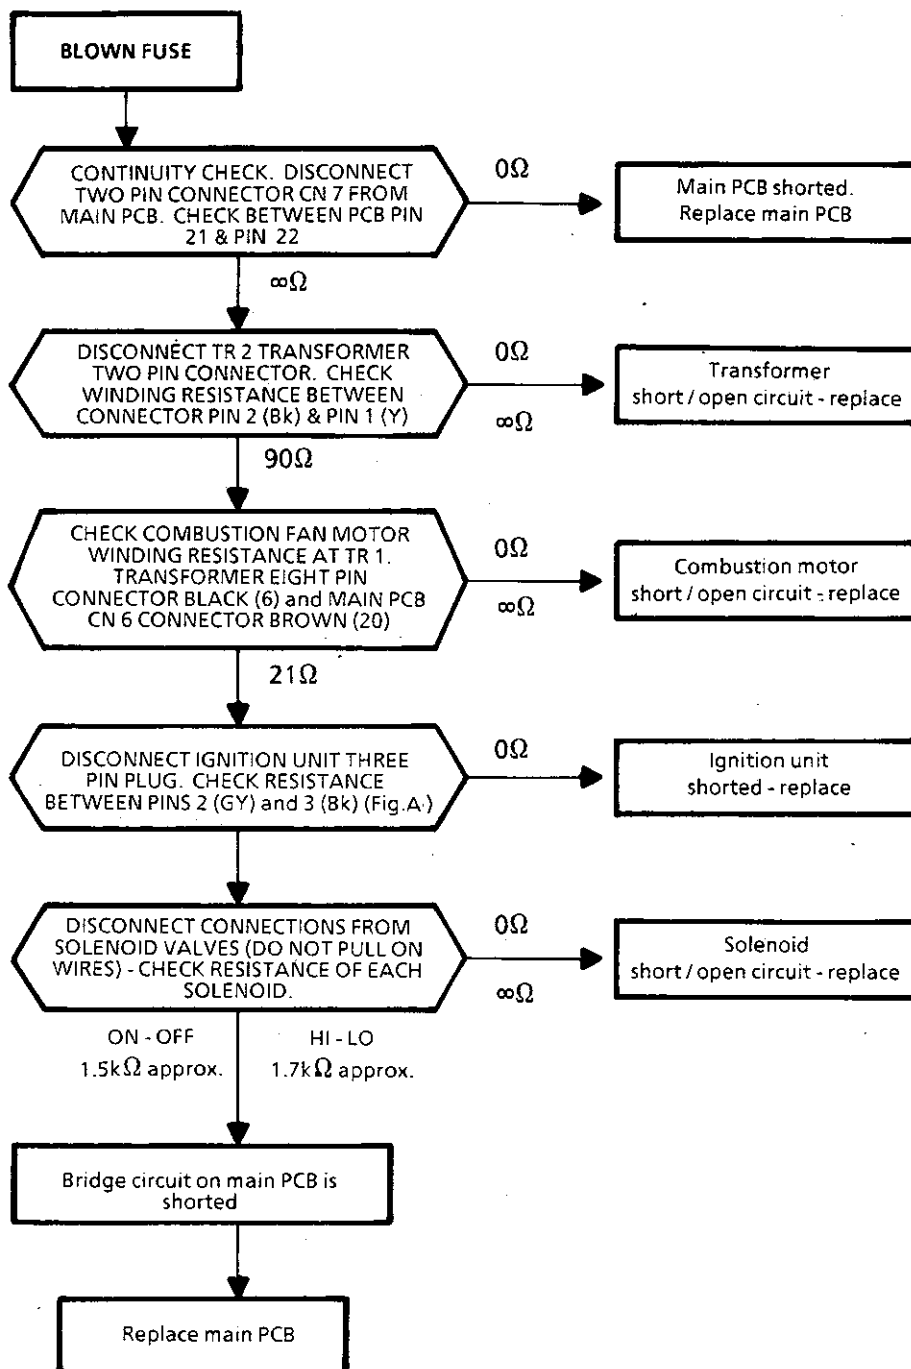 BLOWN FUSE
CONTINUITY CHECK. DISCONNECT
TWO PIN CONNECTOR CN 7 FROM
MAIN PCB. CHECK BETWEEN PCB PIN
21 & PIN 22
0Ω
Main PCB shorted.
Replace main PCB
∞Ω
DISCONNECT TR 2 TRANSFORMER
TWO PIN CONNECTOR. CHECK
WINDING RESISTANCE BETWEEN
CONNECTOR PIN 2 (Bk) & PIN 1 (Y)
0Ω
∞Ω
Transformer
short / open circuit - replace
90Ω
CHECK COMBUSTION FAN MOTOR
WINDING RESISTANCE AT TR 1.
TRANSFORMER EIGHT PIN
CONNECTOR BLACK (6) and MAIN PCB
CN 6 CONNECTOR BROWN (20)
0Ω
∞Ω
Combustion motor
short / open circuit - replace
21Ω
DISCONNECT IGNITION UNIT THREE
PIN PLUG. CHECK RESISTANCE
BETWEEN PINS 2 (GY) and 3 (Bk) (Fig.A.)
0Ω
Ignition unit
shorted - replace
DISCONNECT CONNECTIONS FROM
SOLENOID VALVES (DO NOT PULL ON
WIRES) - CHECK RESISTANCE OF EACH
SOLENOID.
0Ω
∞Ω
Solenoid
short / open circuit - replace
ON - OFF
1.5kΩ approx.
HI - LO
1.7kΩ approx.
Bridge circuit on main PCB is
shorted
Replace main PCB